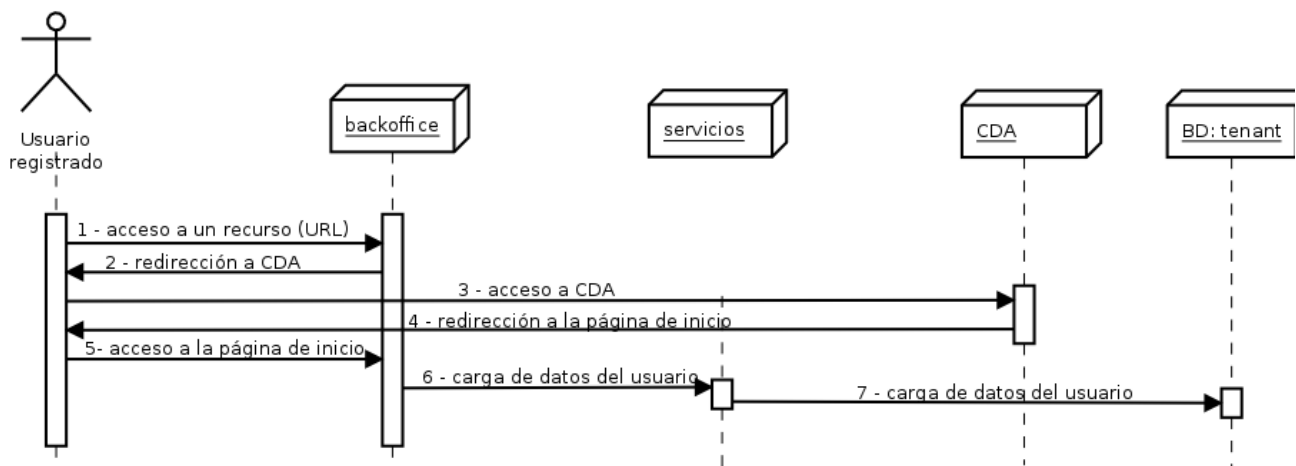 Usuario
registrado
backoffice
servicios
CDA
BD: tenant
1 - acceso a un recurso (URL)
2 - redirección a CDA
3 - acceso a CDA
4 - redirección a la página de inicio
5- acceso a la página de inicio
6 - carga de datos del usuario
7 - carga de datos del usuario